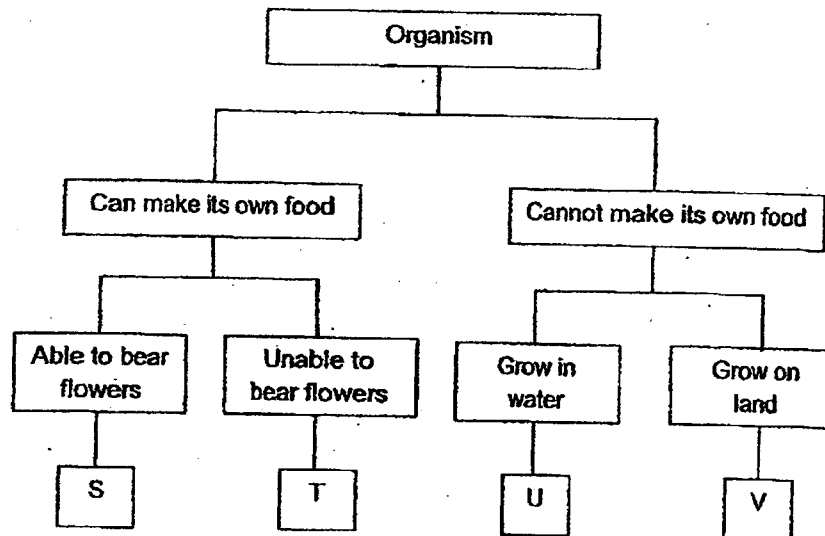 Organism
Can make its own food
Cannot make its own food
Able to bear
flowers
Unable to
bear flowers
Grow in
water
Grow on
land
S
T
U
V